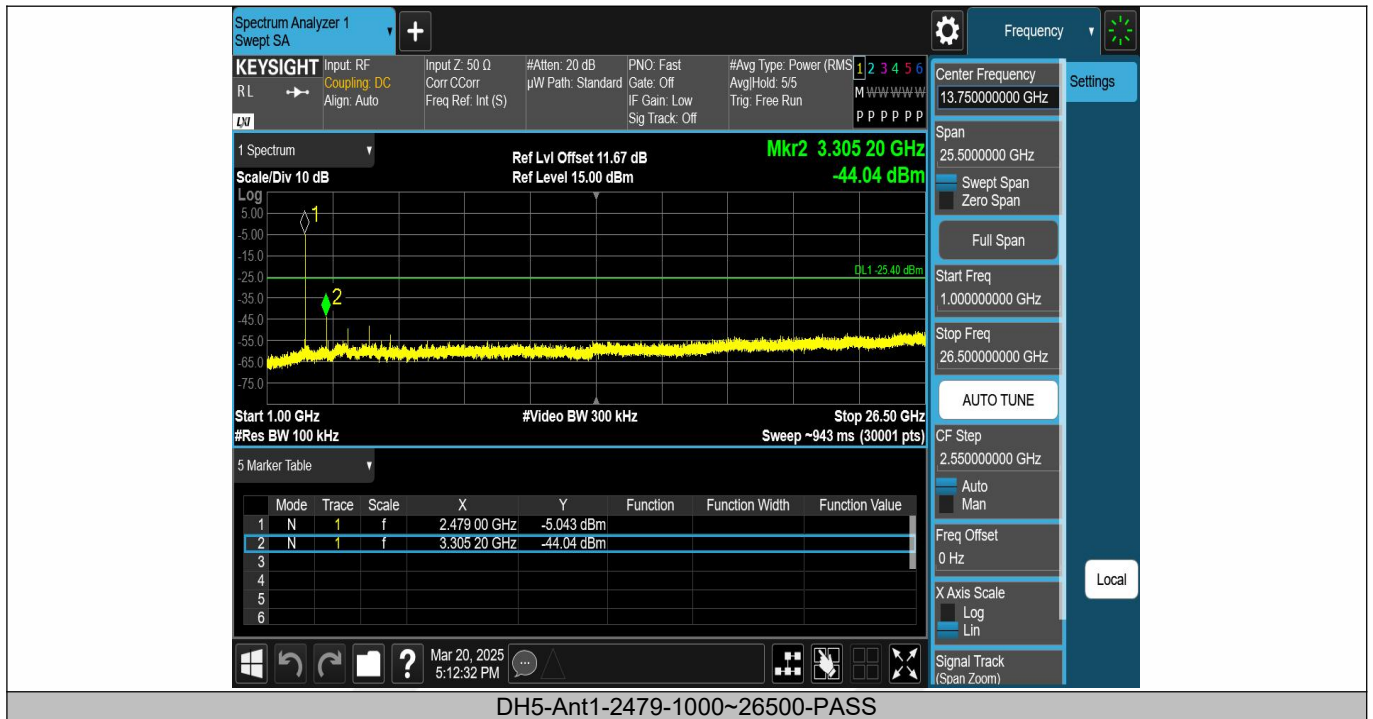 Spectrum Analyzer 1
Swept SA
+
Frequency
KEYSIGHT Input: RF Input Z: 50 Ω #Atten: 20 dB PNO: Fast #Avg Type: Power (RMS 1 2 3 4 5 6
RL Coupling: DC Corr CCorr µW Path: Standard Gate: Off Avg|Hold: 5/5 M W W W W W
Align: Auto Freq Ref: Int (S) IF Gain: Low Trig: Free Run
LXI Sig Track: Off P P P P P P
1 Spectrum
Ref Lvl Offset 11.67 dB Mkr2 3.305 20 GHz
Scale/Div 10 dB Ref Level 15.00 dBm -44.04 dBm
Log
5.00
-5.00
-15.0
-25.0
-35.0
-45.0
-55.0
-65.0
-75.0
1
2
DL1 -25.40 dBm
Start 1.00 GHz #Video BW 300 kHz Stop 26.50 GHz
#Res BW 100 kHz Sweep ~943 ms (30001 pts)
5 Marker Table
Mode Trace Scale X Y Function Function Width Function Value
1 N 1 f 2.479 00 GHz -5.043 dBm
2 N 1 f 3.305 20 GHz -44.04 dBm
3
4
5
6
Center Frequency
13.750000000 GHz
Settings
Span
25.5000000 GHz
Swept Span
Zero Span
Full Span
Start Freq
1.000000000 GHz
Stop Freq
26.500000000 GHz
AUTO TUNE
CF Step
2.550000000 GHz
Auto
Man
Freq Offset
0 Hz
X Axis Scale
Log
Lin
Local
Signal Track
(Span Zoom)
?
Mar 20, 2025
5:12:32 PM
DH5-Ant1-2479-1000~26500-PASS